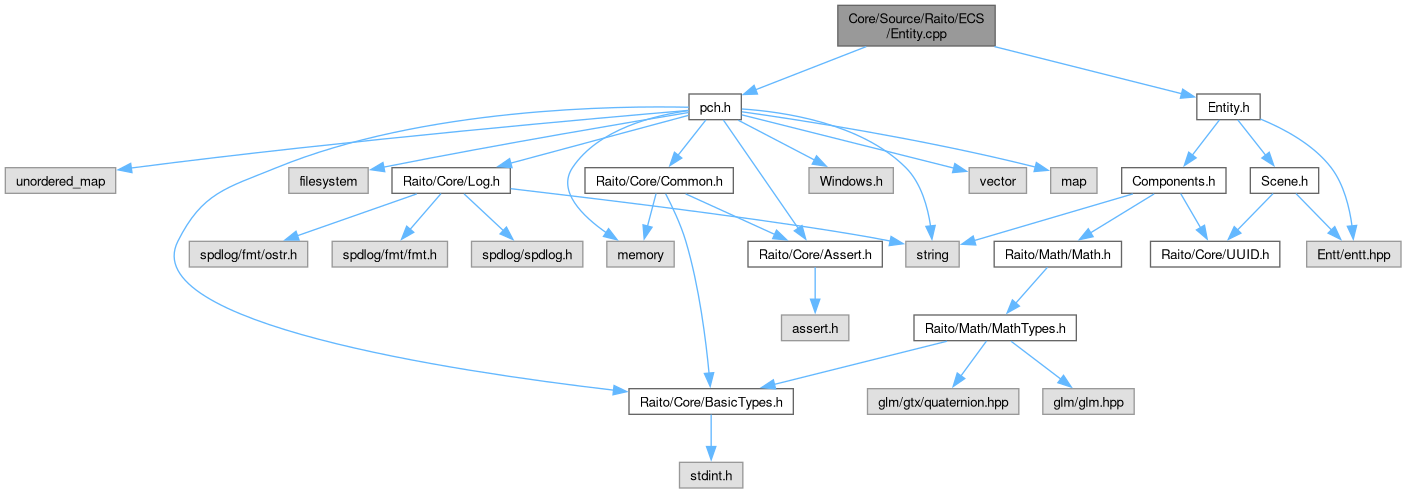 Core/Source/Raito/ECS
/Entity.cpp
pch.h
Entity.h
unordered_map
filesystem
Raito/Core/Log.h
Raito/Core/Common.h
Windows.h
vector
map
Components.h
Scene.h
spdlog/fmt/ostr.h
spdlog/fmt/fmt.h
spdlog/spdlog.h
memory
Raito/Core/Assert.h
string
Raito/Math/Math.h
Raito/Core/UUID.h
Entt/entt.hpp
assert.h
Raito/Math/MathTypes.h
Raito/Core/BasicTypes.h
glm/gtx/quaternion.hpp
glm/glm.hpp
stdint.h